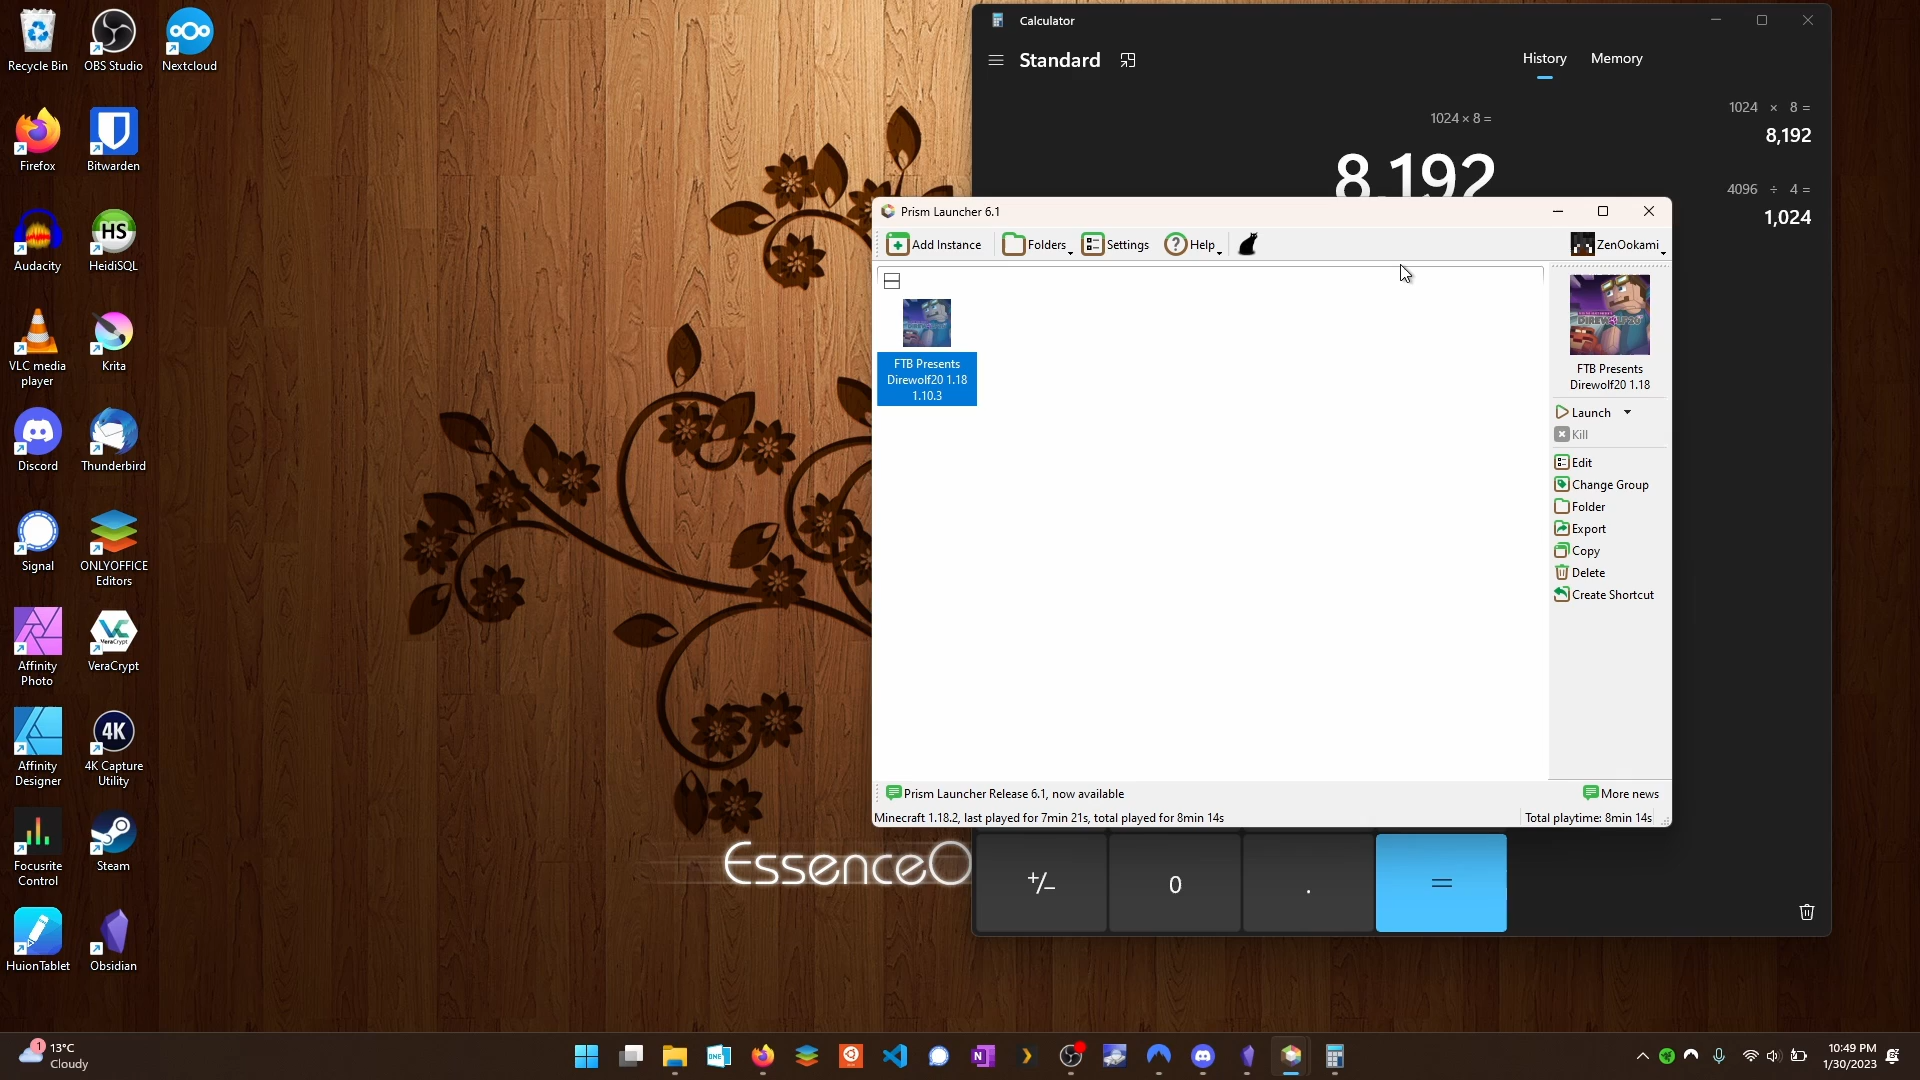 Recycle Bin
OBS Studio
Nextcloud
Firefox
Bitwarden
Audacity
HS
HeidiSQL
VLC media
player
Krita
Discord
Thunderbird
Signal
ONLYOFFICE
Editors
Affinity
Photo
VeraCrypt
VeraCrypt
Affinity
Designer
4K
4K Capture
Utility
Focusrite
Control
Steam
HuionTablet
Obsidian
EssenceO
Calculator
Standard
History
Memory
1024 × 8 =
8,192
1024 × 8 =
8,192
4096 ÷ 4 =
1,024
Prism Launcher 6.1
Add Instance
Folders
Settings
Help
ZenOokami
FTB Presents
Direwolf20 1.18
1.10.3
DIREWOLF20
FTB Presents
Direwolf20 1.18
Launch
Kill
Edit
Change Group
Folder
Export
Copy
Delete
Create Shortcut
Prism Launcher Release 6.1, now available
More news
Minecraft 1.18.2, last played for 7min 21s, total played for 8min 14s
Total playtime: 8min 14s
+/−
0
.
=
1
13°C
Cloudy
N
10:49 PM
1/30/2023